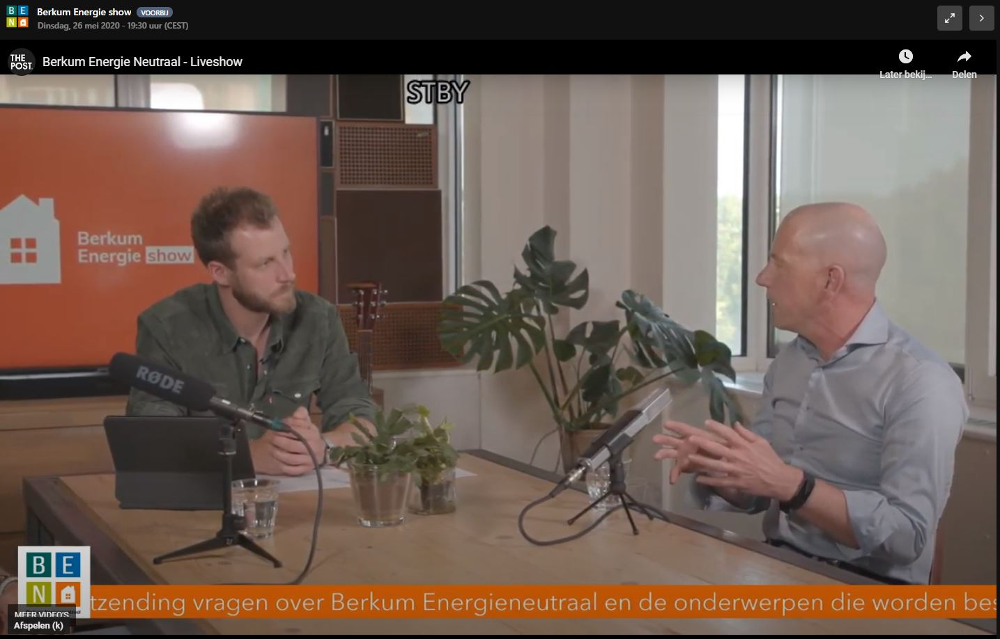 B E
N
Berkum Energie show VOORBIJ
Dinsdag, 26 mei 2020 - 19:30 uur (CEST)
THE
POST.
Berkum Energie Neutraal - Liveshow
Later bekij...
Delen
STBY
Berkum
Energie show
RØDE
B E
N
tzending vragen over Berkum Energieneutraal en de onderwerpen die worden bes
MEER VIDEO'S
Afspelen (k)